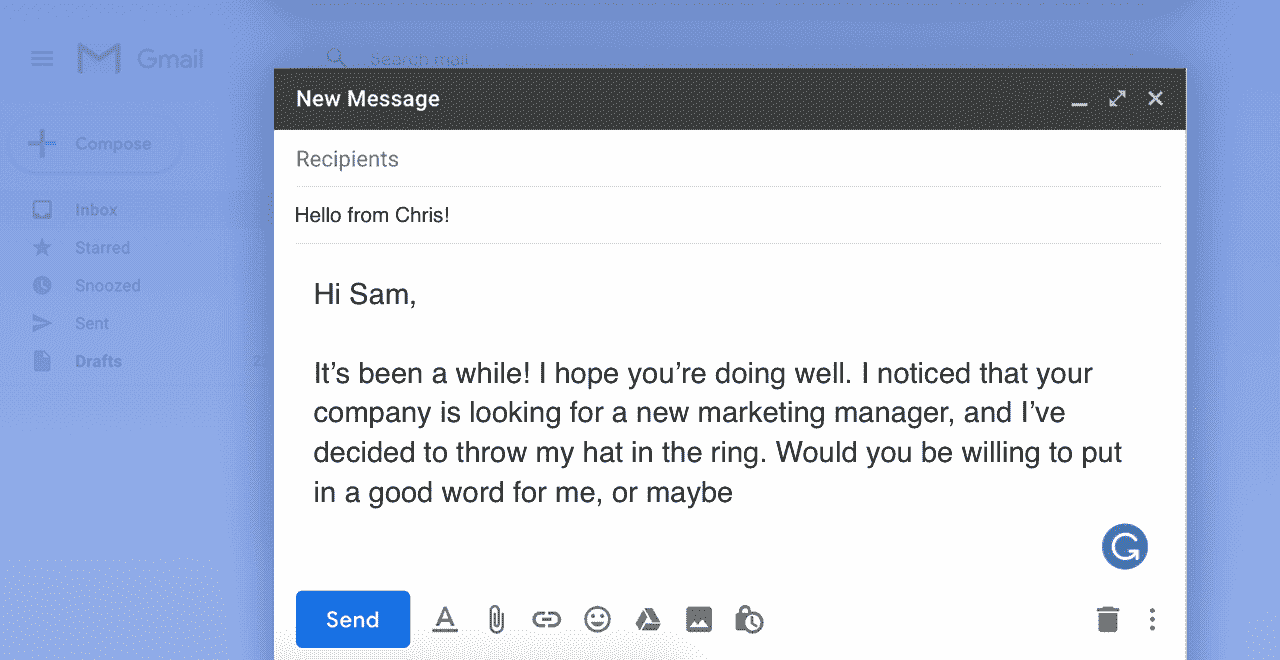 Gmail
Search mail
New Message
Compose
Recipients
Inbox
Hello from Chris!
Starred
Snoozed
Hi Sam,
Sent
Drafts
It’s been a while! I hope you’re doing well. I noticed that your
company is looking for a new marketing manager, and I’ve
decided to throw my hat in the ring. Would you be willing to put
in a good word for me, or maybe
Send